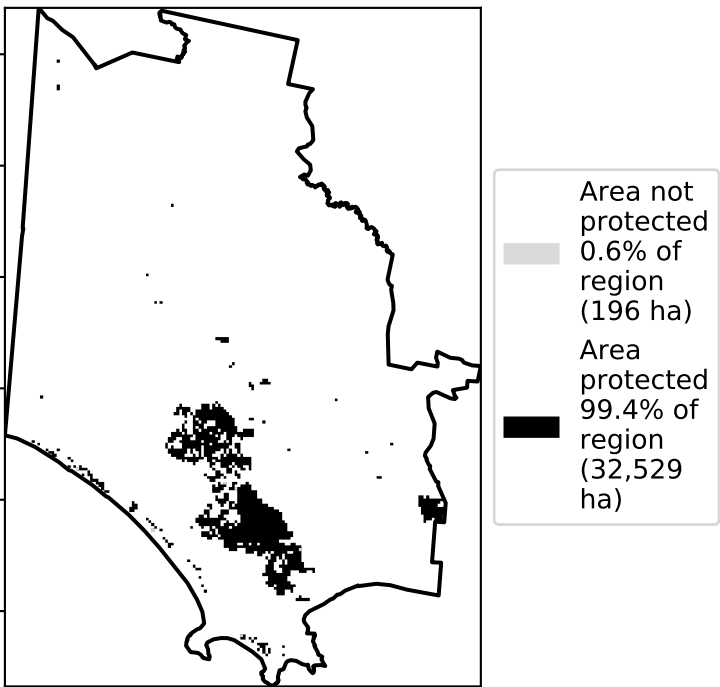 Area not
protected
0.6% of
region
(196 ha)
Area
protected
99.4% of
region
(32,529
ha)